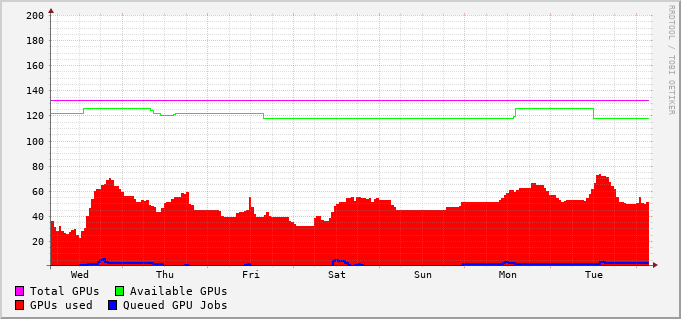 200
180
160
140
120
100
80
60
40
20
Wed Thu Fri Sat Sun Mon Tue
Total GPUs Available GPUs
GPUs used Queued GPU Jobs
RRDTOOL / TOBI OETIKER